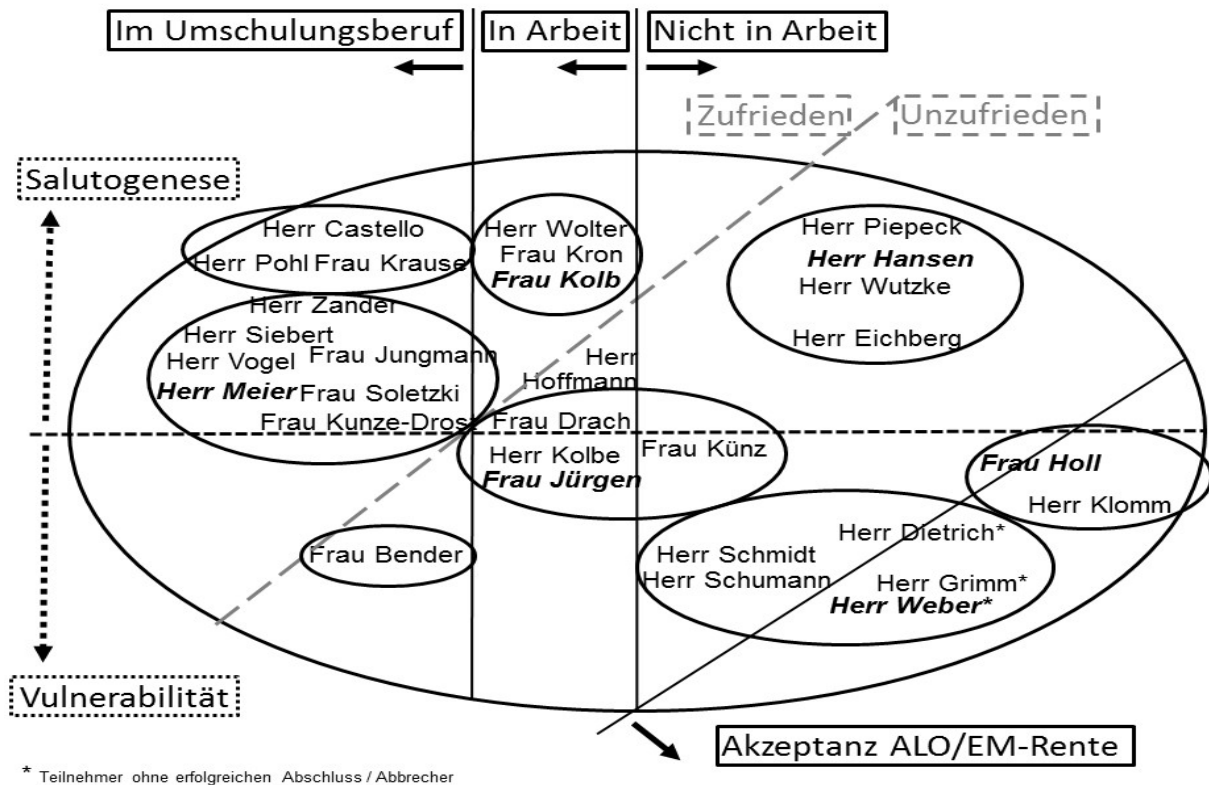 Im Umschulungsberuf
In Arbeit
Nicht in Arbeit
Zufrieden
Unzufrieden
Salutogenese
Herr Castello
Herr Pohl Frau Krause
Herr Wolter
Frau Kron
Frau Kolb
Herr Piepeck
Herr Hansen
Herr Wutzke
Herr Eichberg
Herr Zander
Herr Siebert
Herr Vogel
Frau Jungmann
Herr Meier
Frau Soletzki
Frau Kunze-Drost
Herr
Hoffmann
Frau Drach
Herr Kolbe
Frau Jürgen
Frau Künz
Frau Holl
Herr Klomm
Frau Bender
Herr Dietrich*
Herr Schmidt
Herr Schumann
Herr Grimm*
Herr Weber*
Vulnerabilität
Akzeptanz ALO/EM-Rente
* Teilnehmer ohne erfolgreichen Abschluss / Abbrecher